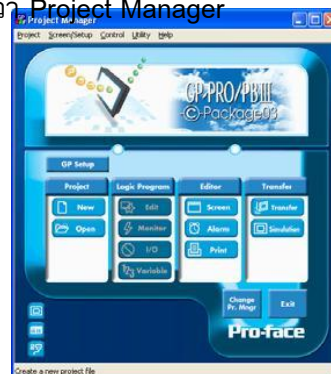 Project Manager
Project Manager
Project Screen/Setup Control Utility Help
GP-PRO/PBIII
C-Package03
GP Setup
Project
Logic Program
Editor
Transfer
New
Edit
Screen
Transfer
Open
Monitor
Alarm
Simulation
I/O
Print
Variable
Change
Pr. Mngr
Exit
Pro-face
Create a new project file